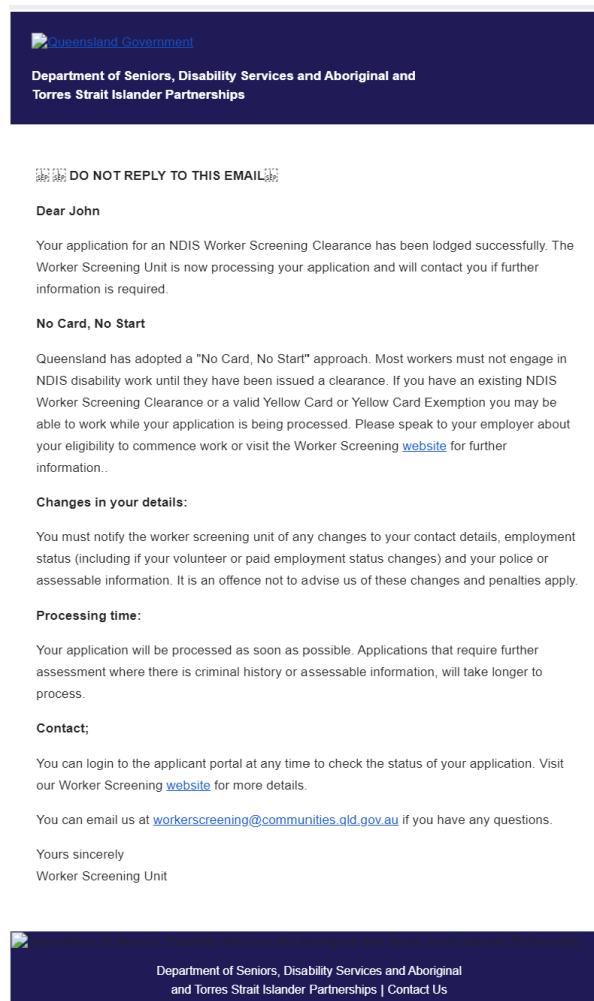 Queensland Government
Department of Seniors, Disability Services and Aboriginal and
Torres Strait Islander Partnerships
DO NOT REPLY TO THIS EMAIL
Dear John
Your application for an NDIS Worker Screening Clearance has been lodged successfully. The
Worker Screening Unit is now processing your application and will contact you if further
information is required.
No Card, No Start
Queensland has adopted a "No Card, No Start" approach. Most workers must not engage in
NDIS disability work until they have been issued a clearance. If you have an existing NDIS
Worker Screening Clearance or a valid Yellow Card or Yellow Card Exemption you may be
able to work while your application is being processed. Please speak to your employer about
your eligibility to commence work or visit the Worker Screening website for further
information..
Changes in your details:
You must notify the worker screening unit of any changes to your contact details, employment
status (including if your volunteer or paid employment status changes) and your police or
assessable information. It is an offence not to advise us of these changes and penalties apply.
Processing time:
Your application will be processed as soon as possible. Applications that require further
assessment where there is criminal history or assessable information, will take longer to
process.
Contact;
You can login to the applicant portal at any time to check the status of your application. Visit
our Worker Screening website for more details.
You can email us at workerscreening@communities.qld.gov.au if you have any questions.
Yours sincerely
Worker Screening Unit
Department of Seniors, Disability Services and Aboriginal
and Torres Strait Islander Partnerships | Contact Us